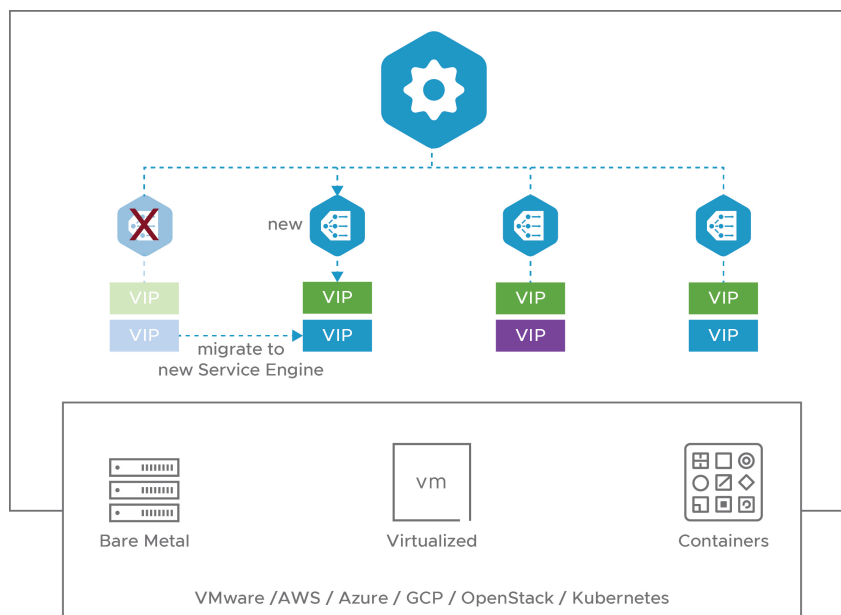 X
new
VIP VIP VIP VIP
VIP VIP VIP VIP
migrate to
new Service Engine
vm
Bare Metal Virtualized Containers
VMware /AWS / Azure / GCP / OpenStack / Kubernetes